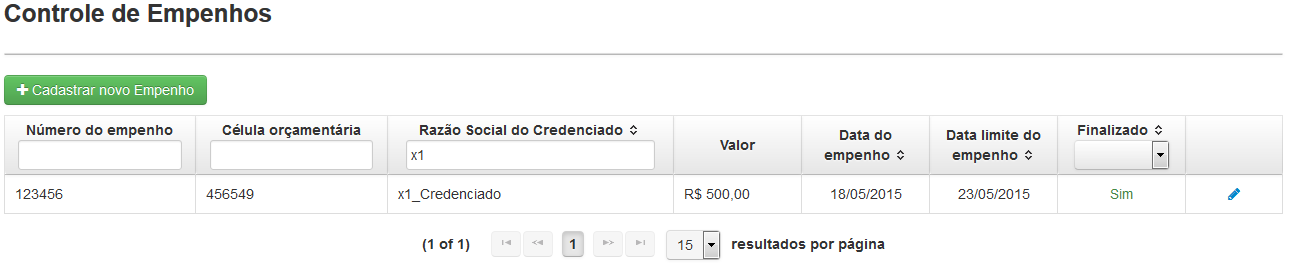 Controle de Empenhos
Cadastrar novo Empenho
Número do empenho Célula orçamentária Razão Social do Credenciado Valor Data do empenho Data limite do empenho Finalizado
x1
123456 456549 x1_Credenciado R$ 500,00 18/05/2015 23/05/2015 Sim
(1 of 1) 1 15 resultados por página